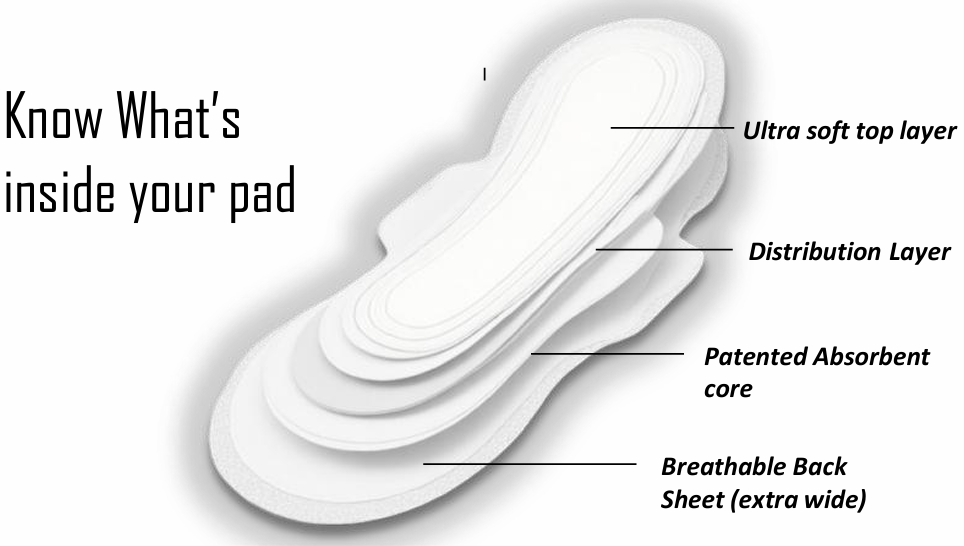 Know What's
inside your pad
Ultra soft top layer
Distribution Layer
Patented Absorbent
core
Breathable Back
Sheet (extra wide)